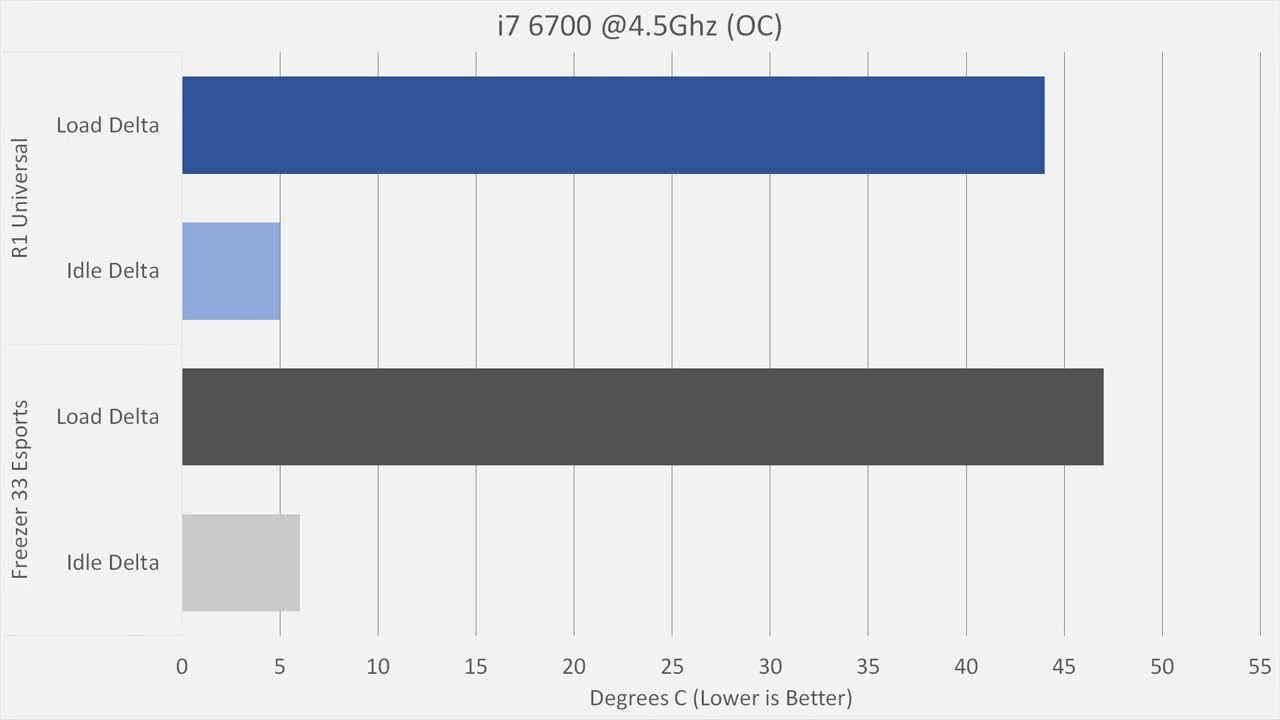 i7 6700 @4.5Ghz (OC)
R1 Universal
Load Delta
Idle Delta
Freezer 33 Esports
Load Delta
Idle Delta
0 5 10 15 20 25 30 35 40 45 50 55
Degrees C (Lower is Better)